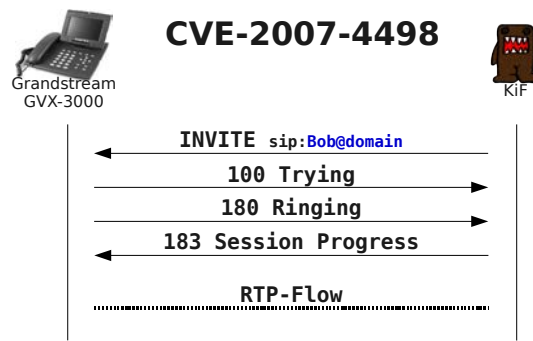 CVE-2007-4498
Grandstream
GVX-3000
KiF
INVITE sip:Bob@domain
100 Trying
180 Ringing
183 Session Progress
RTP-Flow